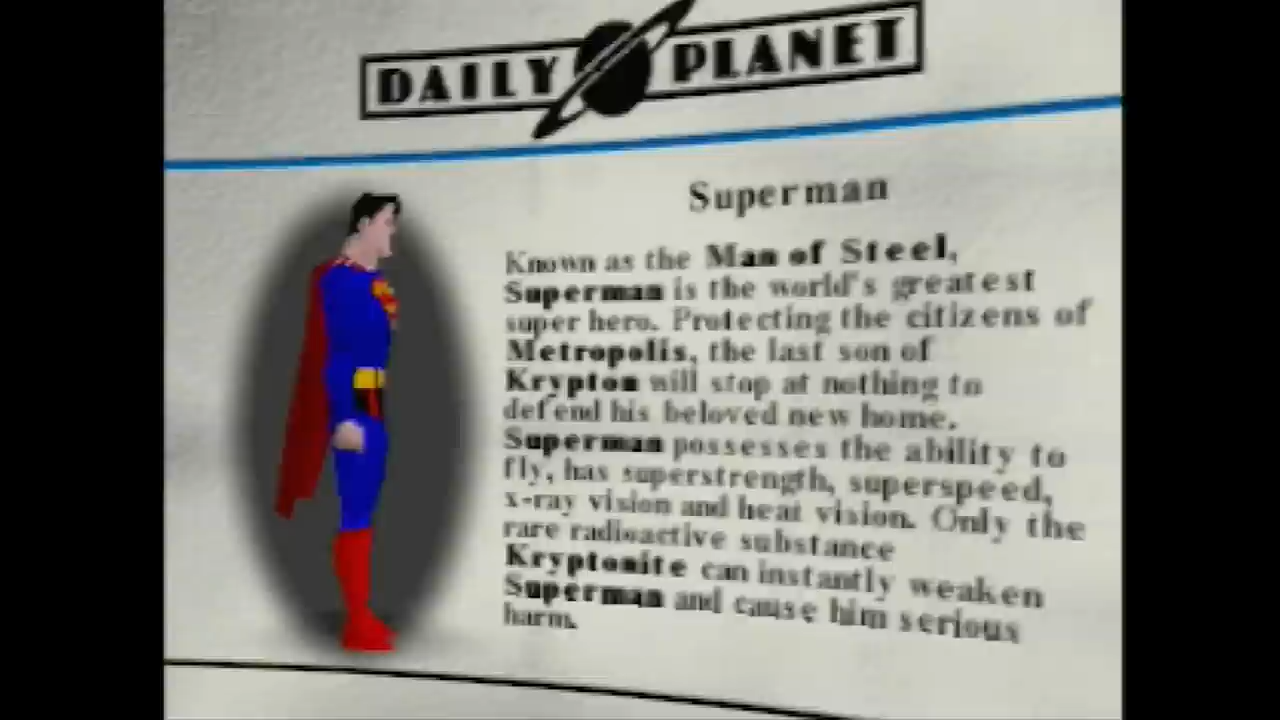 DAILY PLANET
Superman
Known as the Man of Steel,
Superman is the world's greatest
super hero. Protecting the citizens of
Metropolis, the last son of
Krypton will stop at nothing to
defend his beloved new home.
Superman possesses the ability to
fly, has superstrength, superspeed,
x-ray vision and heat vision. Only the
rare radioactive substance
Kryptonite can instantly weaken
Superman and cause him serious
harm.